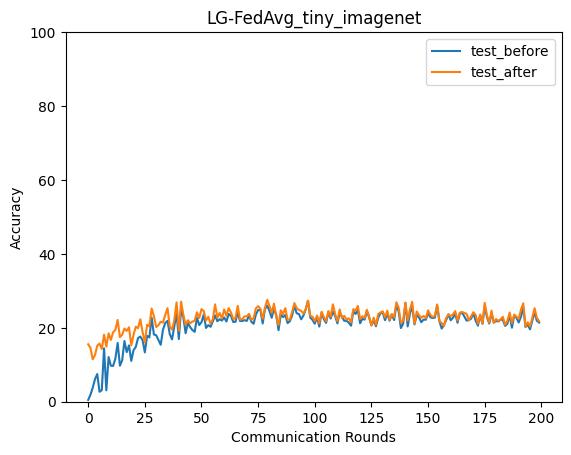 LG-FedAvg_tiny_imagenet
100
80
60
40
20
0
Accuracy
test_before
test_after
0 25 50 75 100 125 150 175 200
Communication Rounds